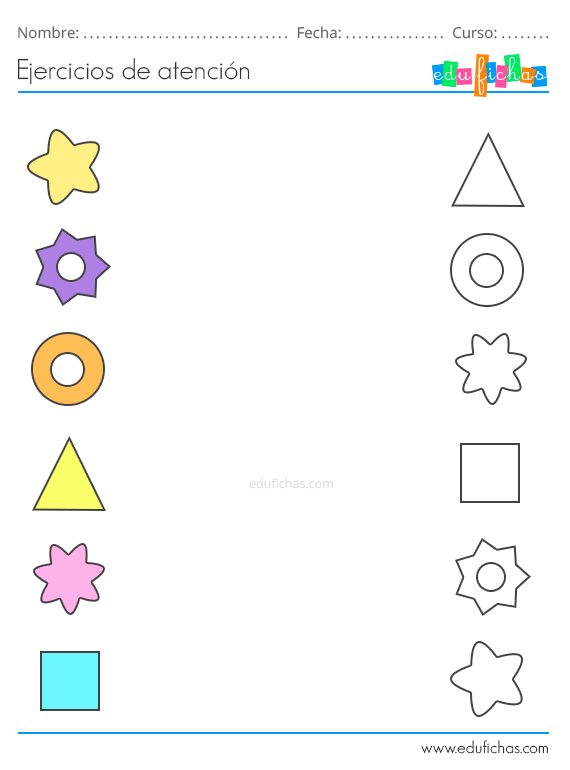 Nombre: ............................... Fecha: ............... Curso: ........
Ejercicios de atención
edufichas
edufichas.com
www.edufichas.com